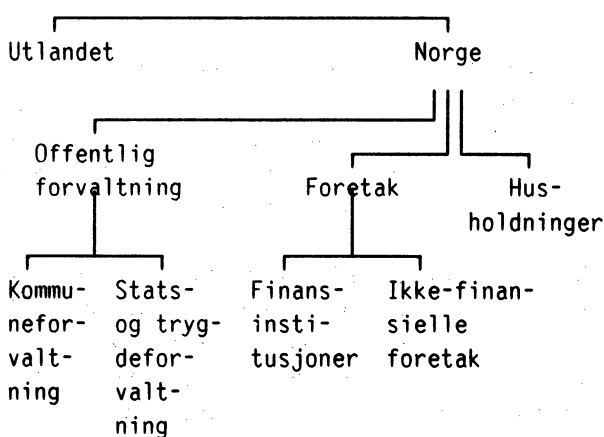 Utlandet Norge
Offentlig
forvaltning
Foretak
Hus-
holdninger
Kommu-
nefor-
valt-
ning
Stats-
og tryg-
defor-
valt-
ning
Finans-
insti-
tusjoner
Ikke-finan-
sielle
foretak